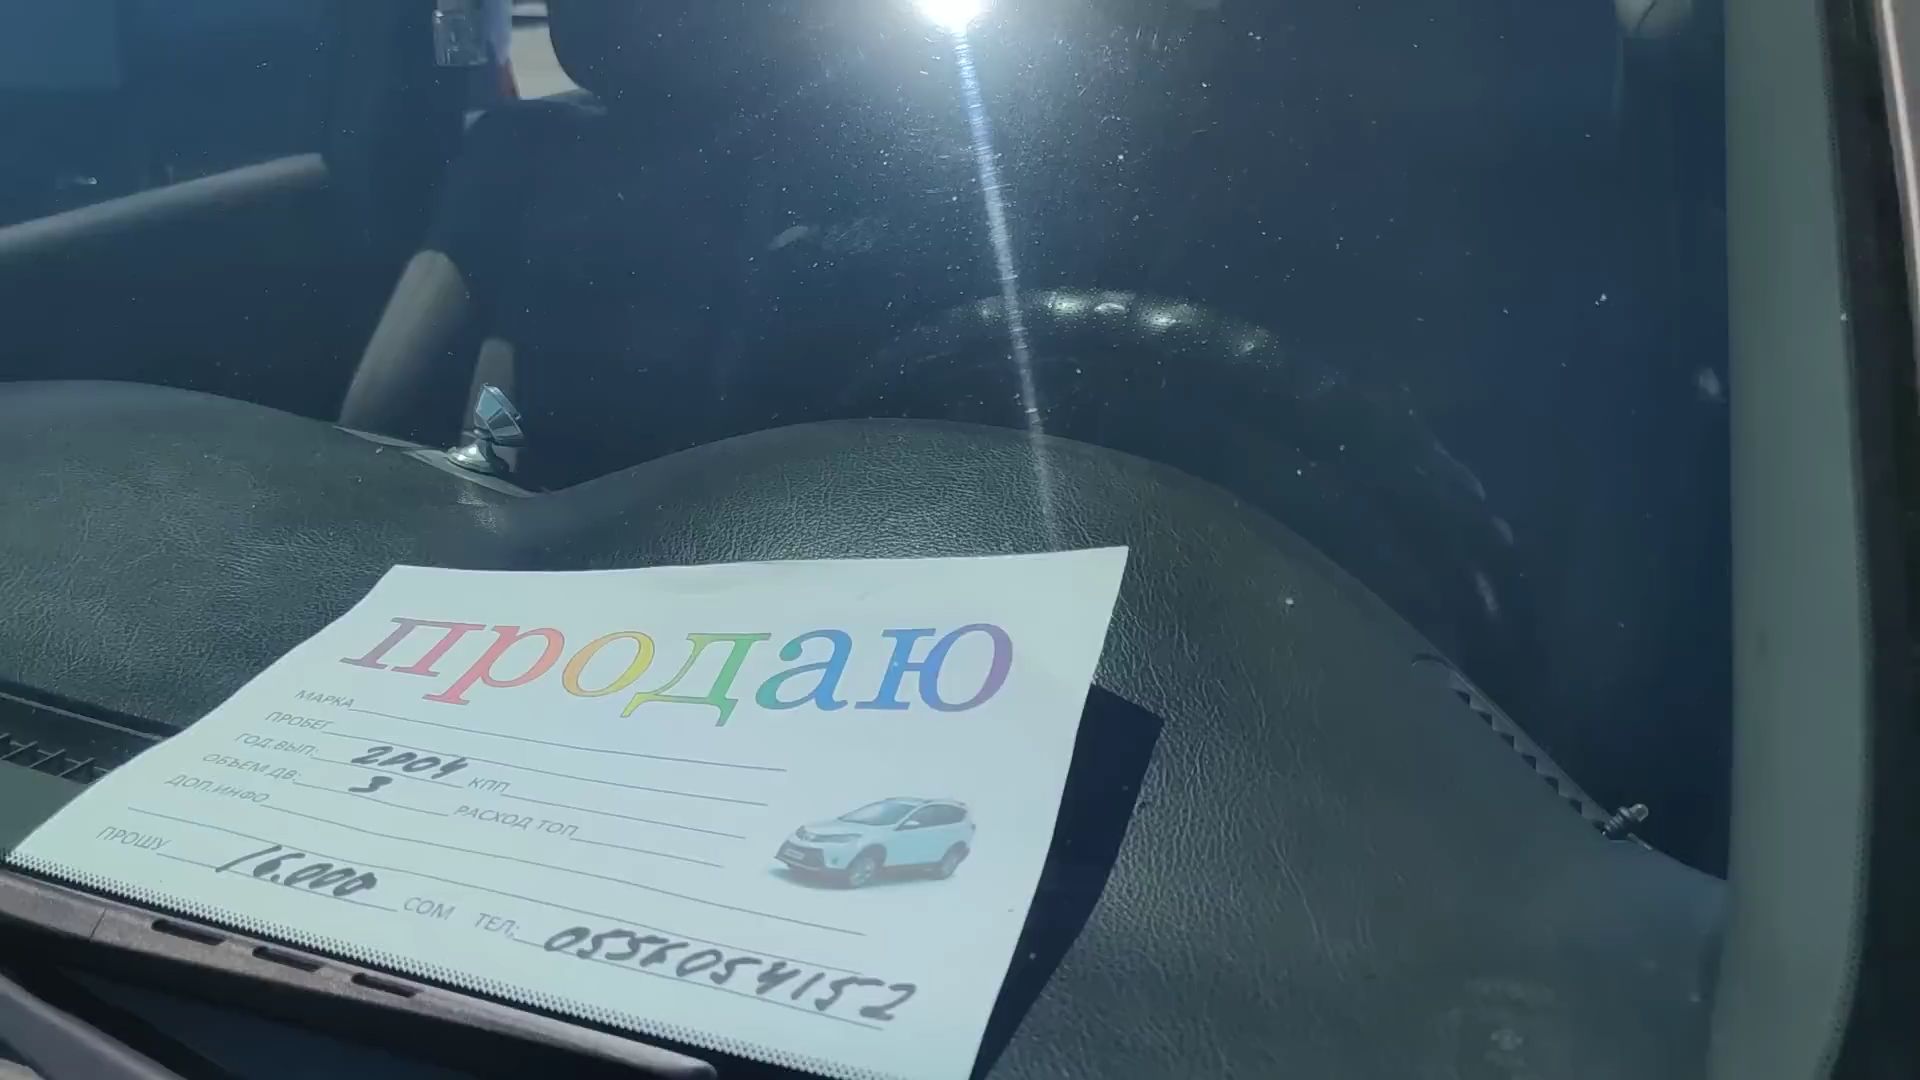 продаю
МАРКА
ПРОБЕГ
ГОД.ВЫП: 2004 КПП
ОБЪЕМ ДВ: 3 РАСХОД ТОП
ДОП.ИНФО
ПРОШУ 16.000 СОМ ТЕЛ: 0556054152